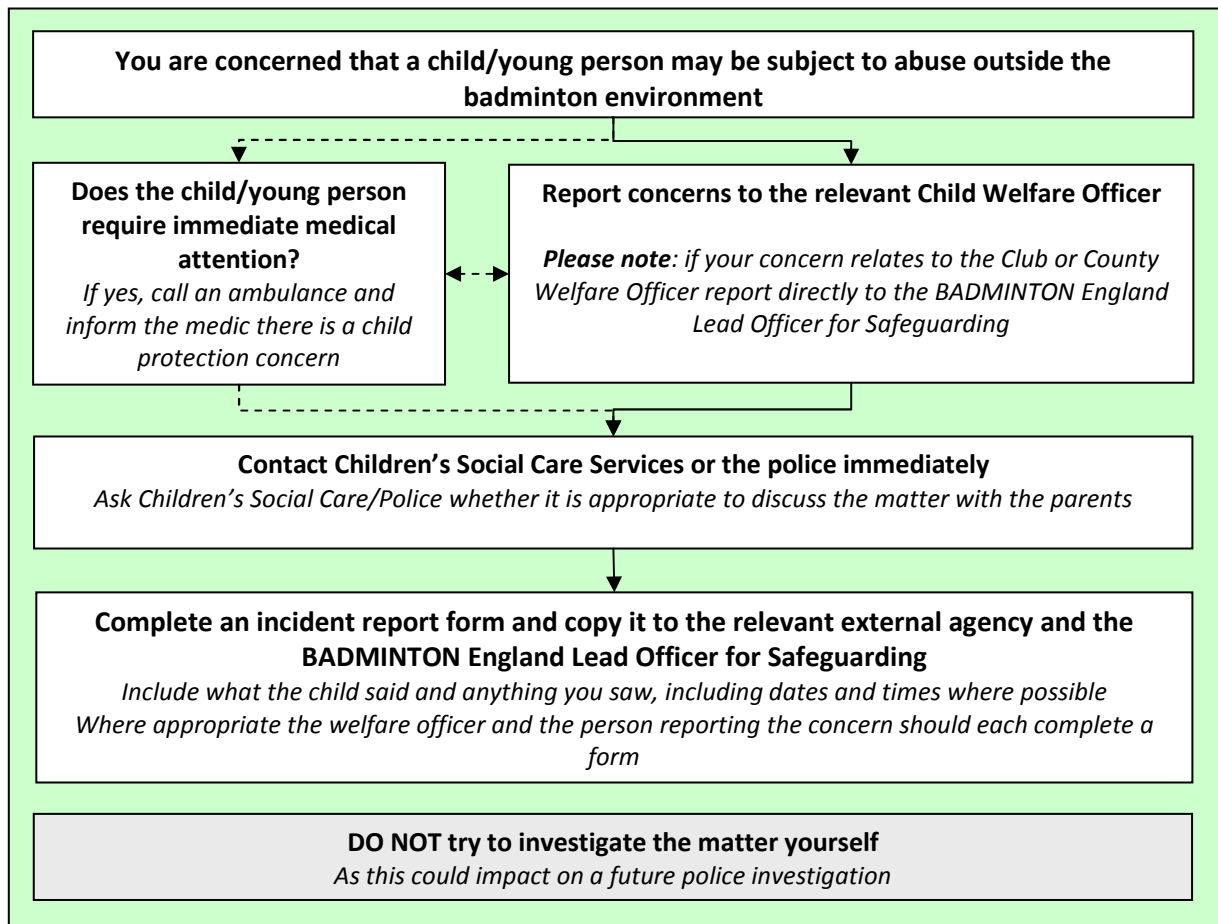 You are concerned that a child/young person may be subject to abuse outside the
badminton environment
Does the child/young person
require immediate medical
attention?
If yes, call an ambulance and
inform the medic there is a child
protection concern
Report concerns to the relevant Child Welfare Officer
Please note: if your concern relates to the Club or County
Welfare Officer report directly to the BADMINTON England
Lead Officer for Safeguarding
Contact Children’s Social Care Services or the police immediately
Ask Children’s Social Care/Police whether it is appropriate to discuss the matter with the parents
Complete an incident report form and copy it to the relevant external agency and the
BADMINTON England Lead Officer for Safeguarding
Include what the child said and anything you saw, including dates and times where possible
Where appropriate the welfare officer and the person reporting the concern should each complete a
form
DO NOT try to investigate the matter yourself
As this could impact on a future police investigation